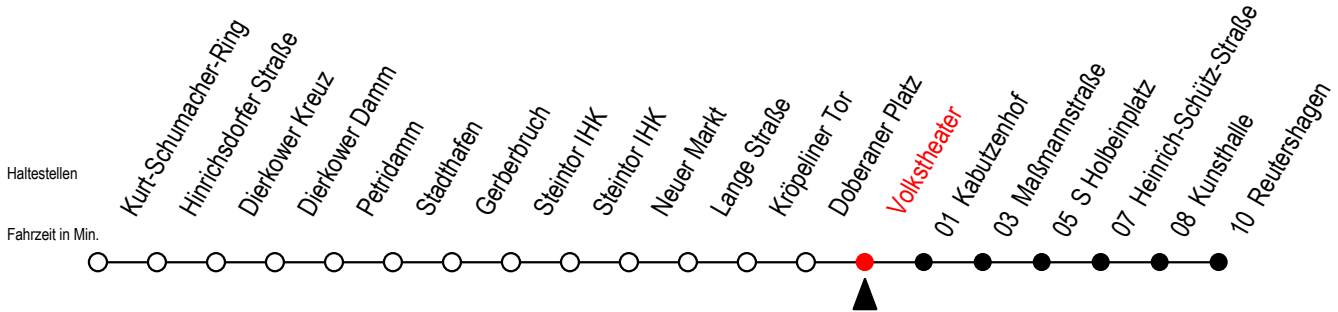 Haltestellen
Fahrzeit in Min.
Kurt-Schumacher-Ring
Hinrichsdorfer Straße
Dierkower Kreuz
Dierkower Damm
Petridamm
Stadthafen
Gerberbruch
Steintor IHK
Steintor IHK
Neuer Markt
Lange Straße
Kröpeliner Tor
Doberaner Platz
Volkstheater
01 Kabutzenhof
03 Maßmannstraße
05 S Holbeinplatz
07 Heinrich-Schütz-Straße
08 Kunsthalle
10 Reutershagen